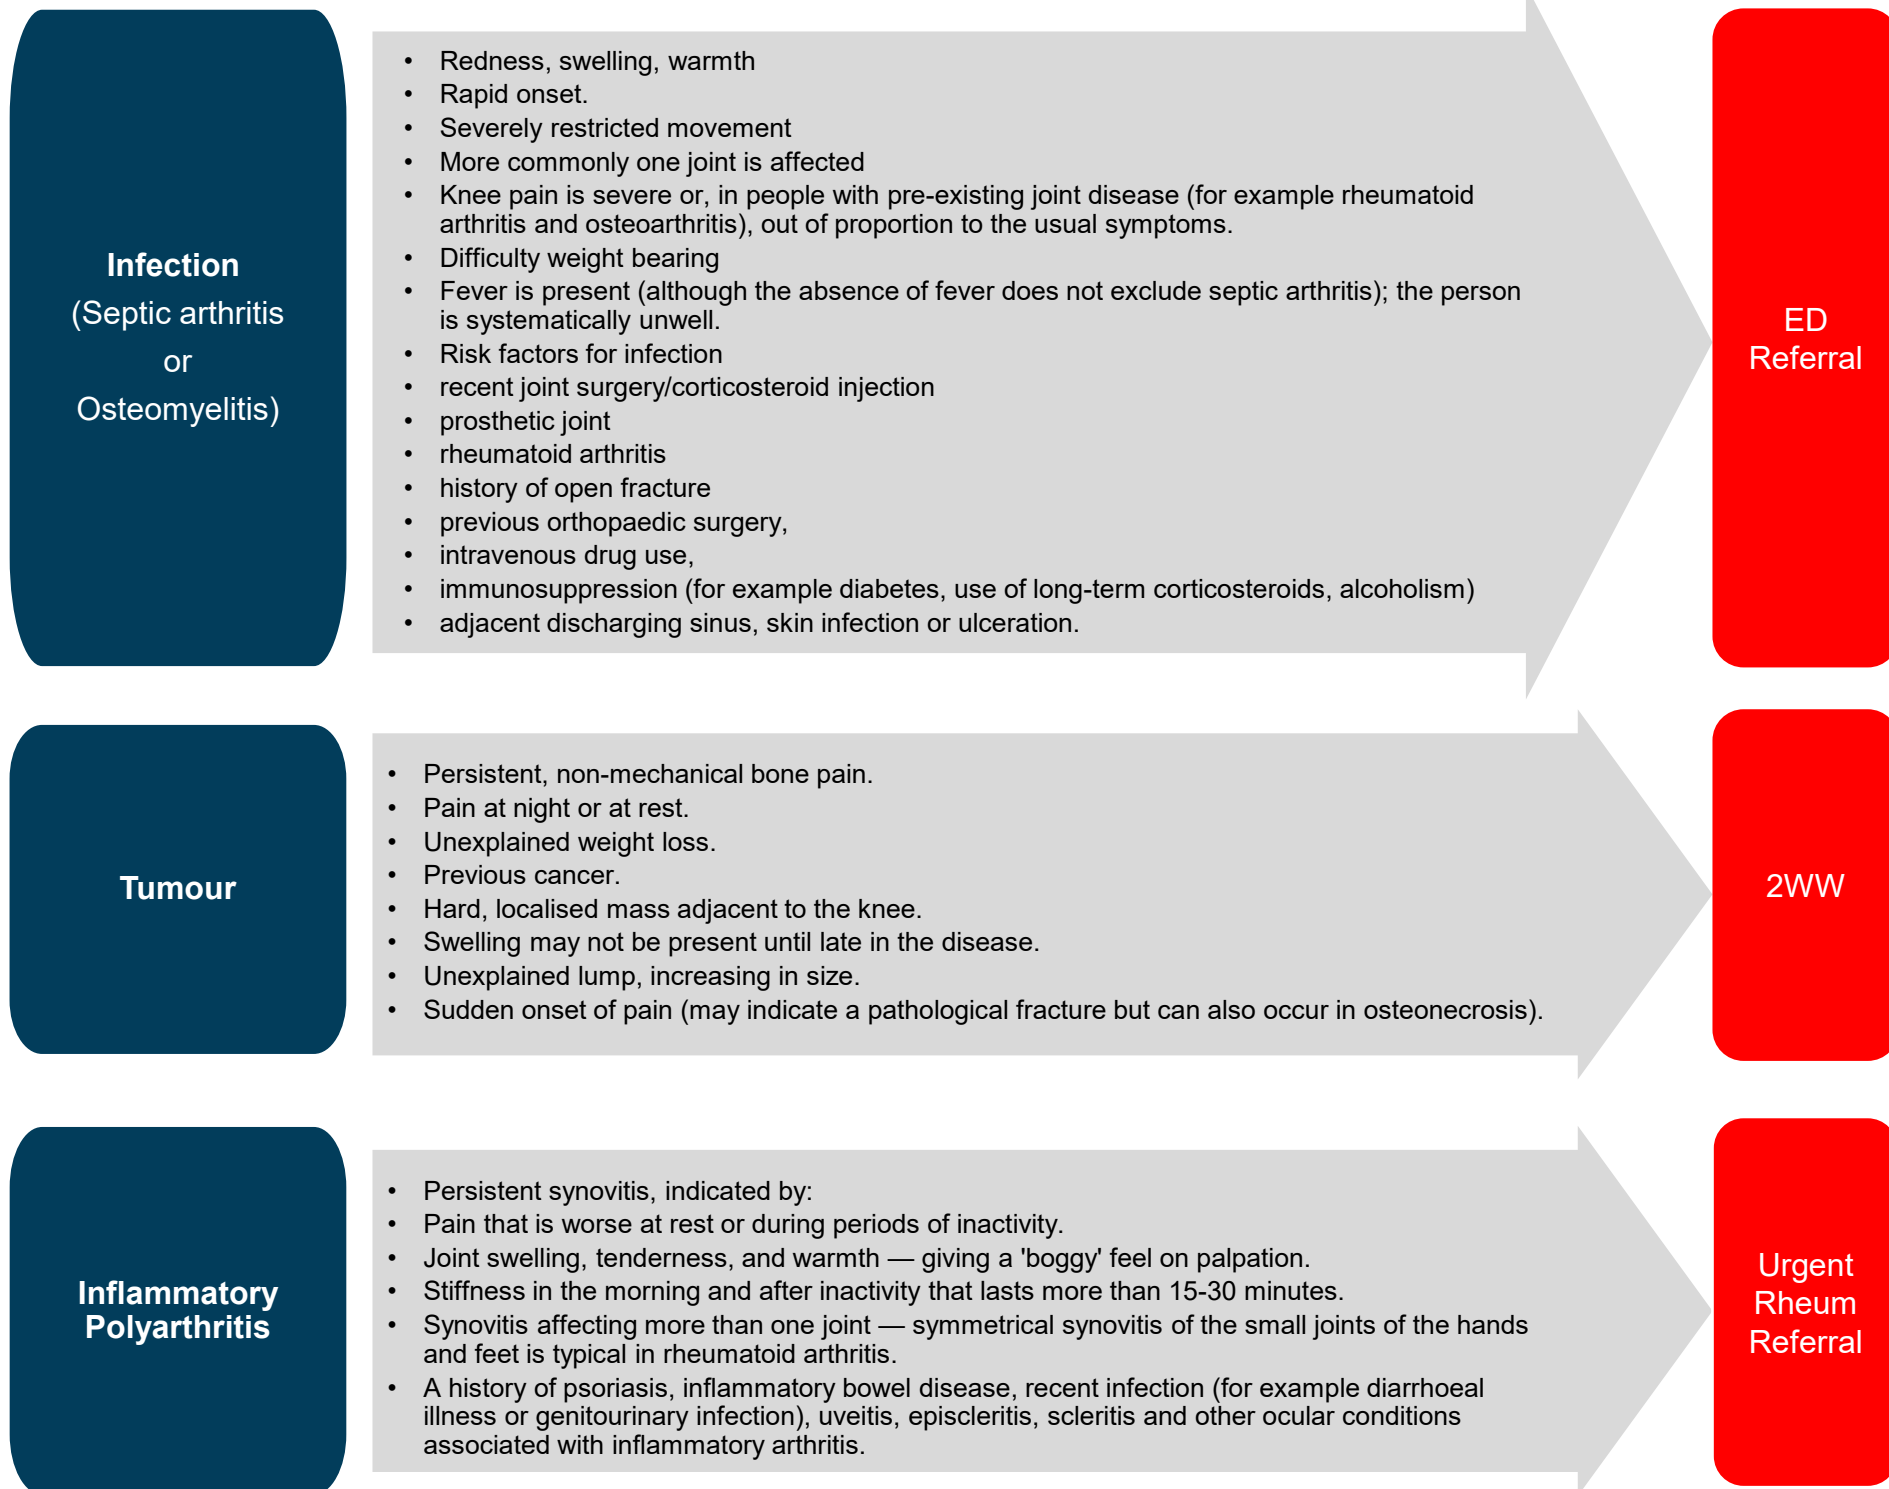 Infection
(Septic arthritis
or
Osteomyelitis)
• Redness, swelling, warmth
• Rapid onset.
• Severely restricted movement
• More commonly one joint is affected
• Knee pain is severe or, in people with pre-existing joint disease (for example rheumatoid
arthritis and osteoarthritis), out of proportion to the usual symptoms.
• Difficulty weight bearing
• Fever is present (although the absence of fever does not exclude septic arthritis); the person
is systematically unwell.
• Risk factors for infection
• recent joint surgery/corticosteroid injection
• prosthetic joint
• rheumatoid arthritis
• history of open fracture
• previous orthopaedic surgery,
• intravenous drug use,
• immunosuppression (for example diabetes, use of long-term corticosteroids, alcoholism)
• adjacent discharging sinus, skin infection or ulceration.
ED
Referral
Tumour
• Persistent, non-mechanical bone pain.
• Pain at night or at rest.
• Unexplained weight loss.
• Previous cancer.
• Hard, localised mass adjacent to the knee.
• Swelling may not be present until late in the disease.
• Unexplained lump, increasing in size.
• Sudden onset of pain (may indicate a pathological fracture but can also occur in osteonecrosis).
2WW
Inflammatory
Polyarthritis
• Persistent synovitis, indicated by:
• Pain that is worse at rest or during periods of inactivity.
• Joint swelling, tenderness, and warmth — giving a 'boggy' feel on palpation.
• Stiffness in the morning and after inactivity that lasts more than 15-30 minutes.
• Synovitis affecting more than one joint — symmetrical synovitis of the small joints of the hands
and feet is typical in rheumatoid arthritis.
• A history of psoriasis, inflammatory bowel disease, recent infection (for example diarrhoeal
illness or genitourinary infection), uveitis, episcleritis, scleritis and other ocular conditions
associated with inflammatory arthritis.
Urgent
Rheum
Referral